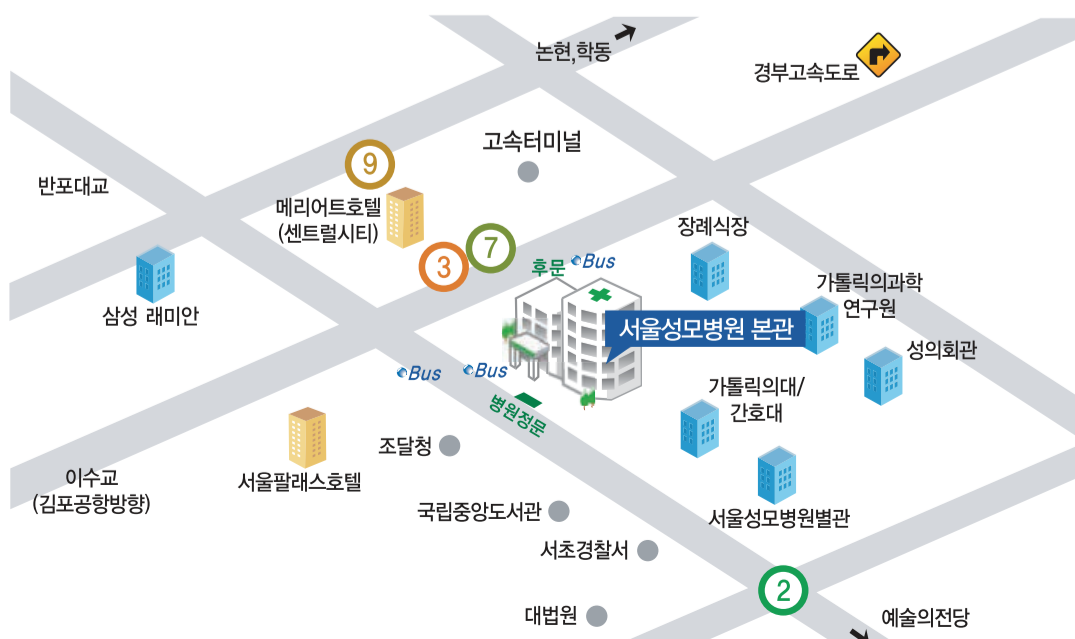 논현,학동
경부고속도로
고속터미널
9
반포대교
메리어트호텔
(센트럴시티)
장례식장
7
3
후문
Bus
가톨릭의과학
연구원
삼성 래미안
서울성모병원 본관
성의회관
Bus
Bus
가톨릭의대/
간호대
병원정문
조달청
이수교
(김포공항방향)
서울팔래스호텔
국립중앙도서관
서울성모병원별관
서초경찰서
2
대법원
예술의전당